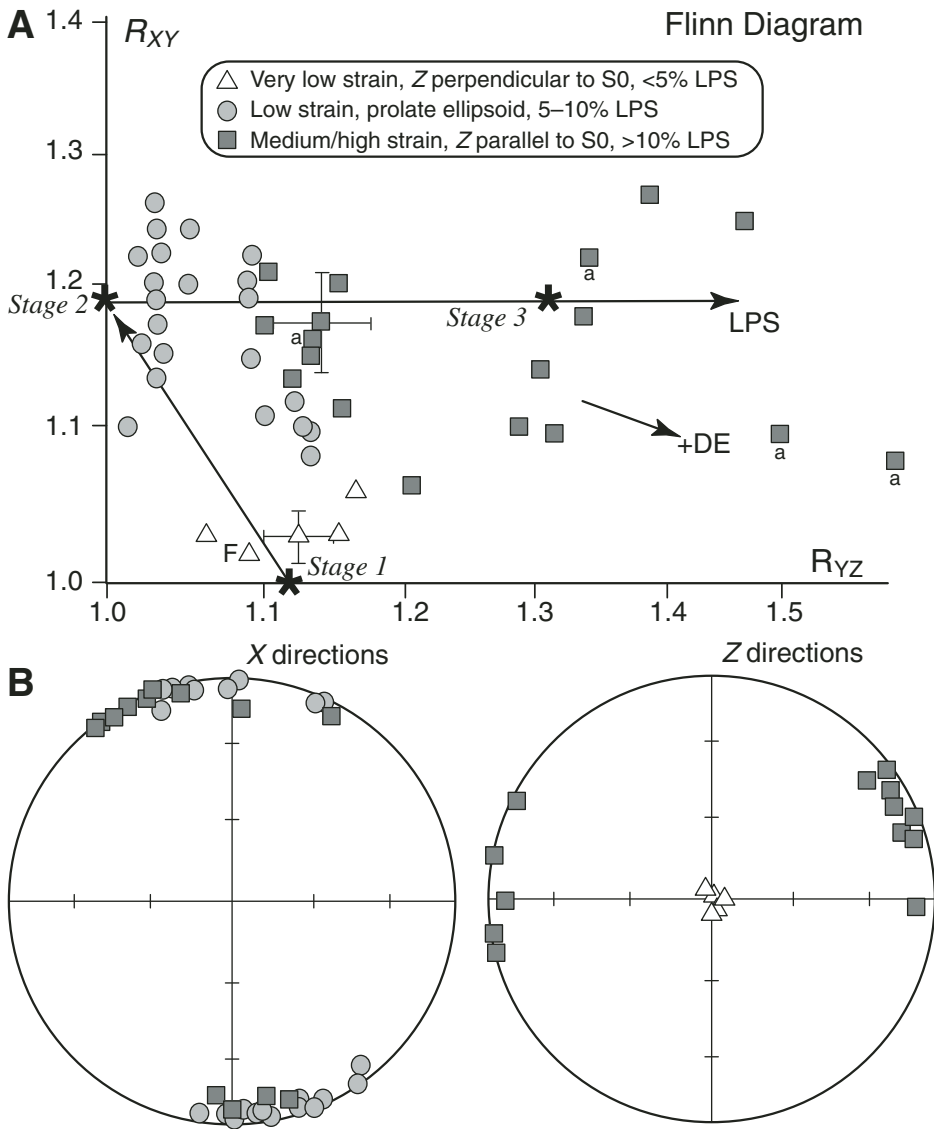 A
1.4
R_XY
Flinn Diagram
Very low strain, Z perpendicular to S0, <5% LPS
Low strain, prolate ellipsoid, 5–10% LPS
Medium/high strain, Z parallel to S0, >10% LPS
1.3
1.2
a
Stage 2
Stage 3
LPS
a
1.1
+DE
a
a
F
Stage 1
R_YZ
1.0
1.0
1.1
1.2
1.3
1.4
1.5
B
X directions
Z directions